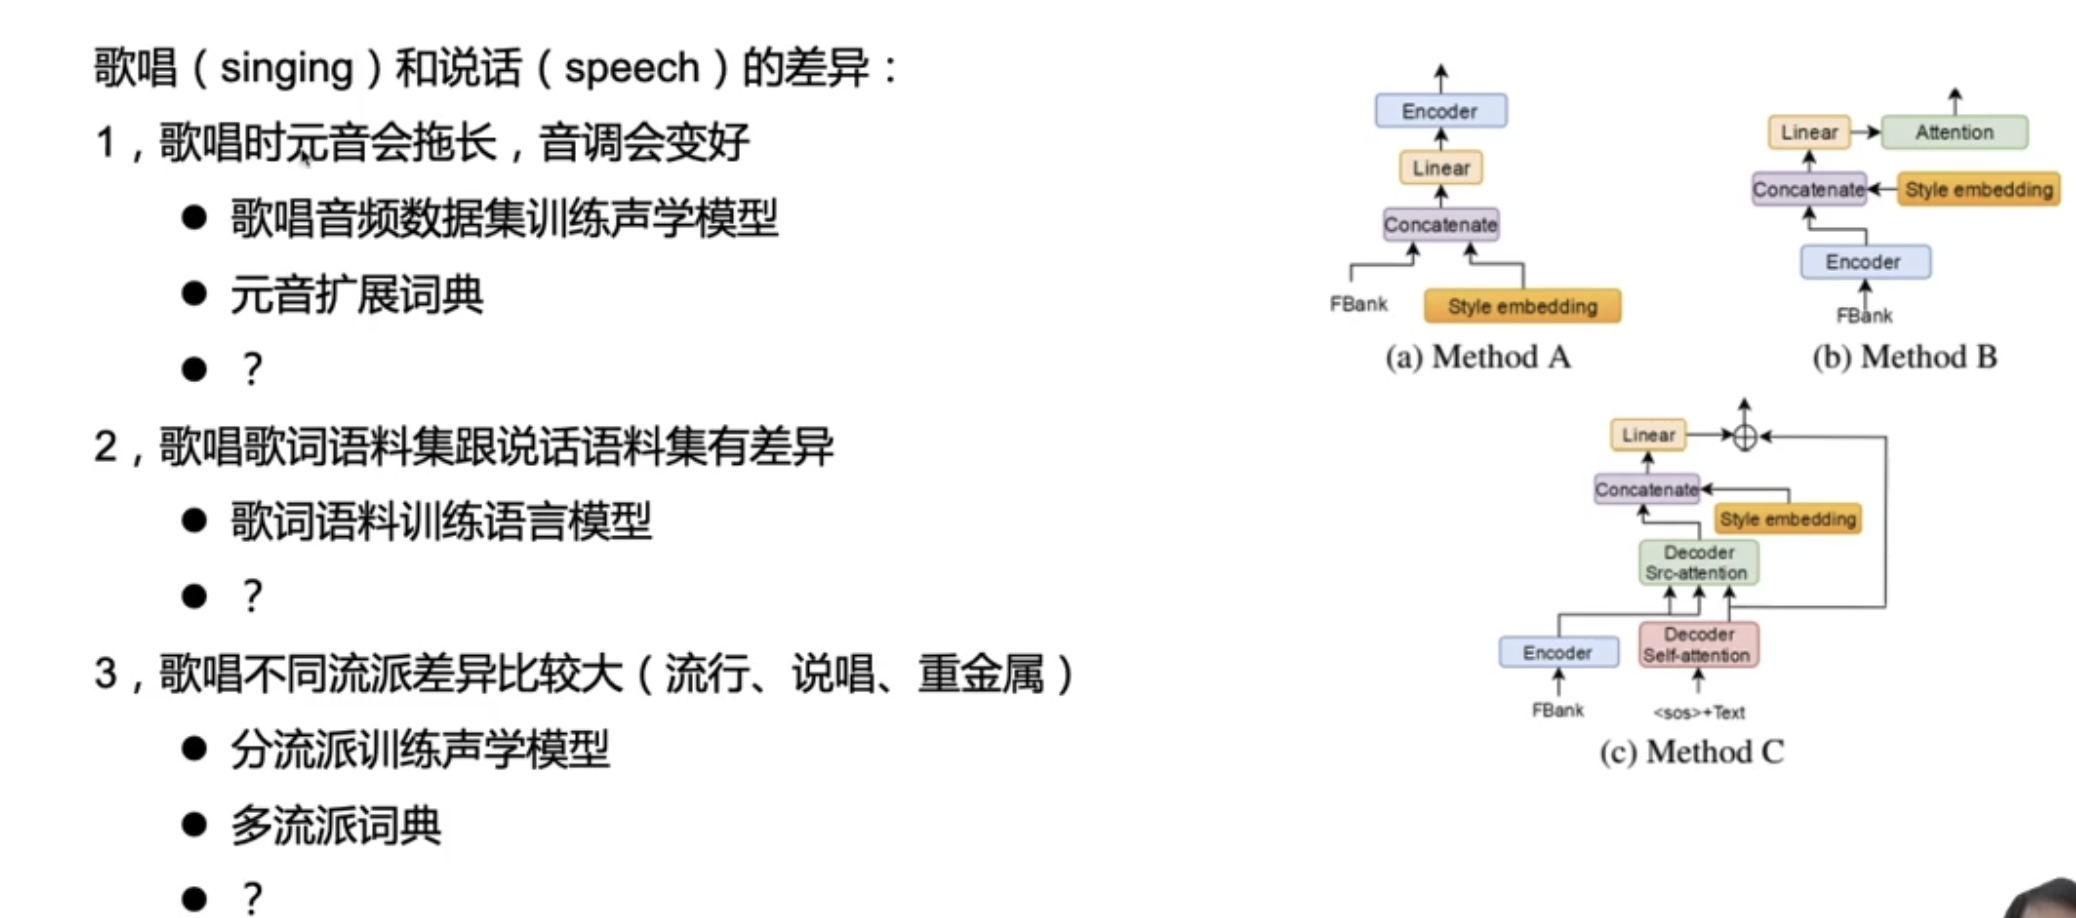 歌唱（singing）和说话（speech）的差异：
1，歌唱时元音会拖长，音调会变好
● 歌唱音频数据集训练声学模型
● 元音扩展词典
● ？
2，歌唱歌词语料集跟说话语料集有差异
● 歌词语料训练语言模型
● ？
3，歌唱不同流派差异比较大（流行、说唱、重金属）
● 分流派训练声学模型
● 多流派词典
● ？
Encoder
Linear
Concatenate
FBank
Style embedding
(a) Method A
Linear
Attention
Concatenate
Style embedding
Encoder
FBank
(b) Method B
Linear
Concatenate
Style embedding
Decoder
Src-attention
Encoder
Decoder
Self-attention
FBank
<sos>+Text
(c) Method C